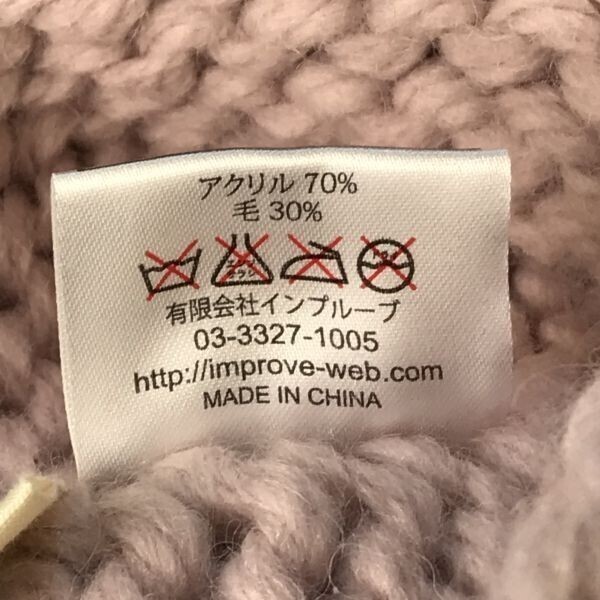 アクリル 70%
毛 30%
有限会社インプルーブ
03-3327-1005
http://improve-web.com
MADE IN CHINA